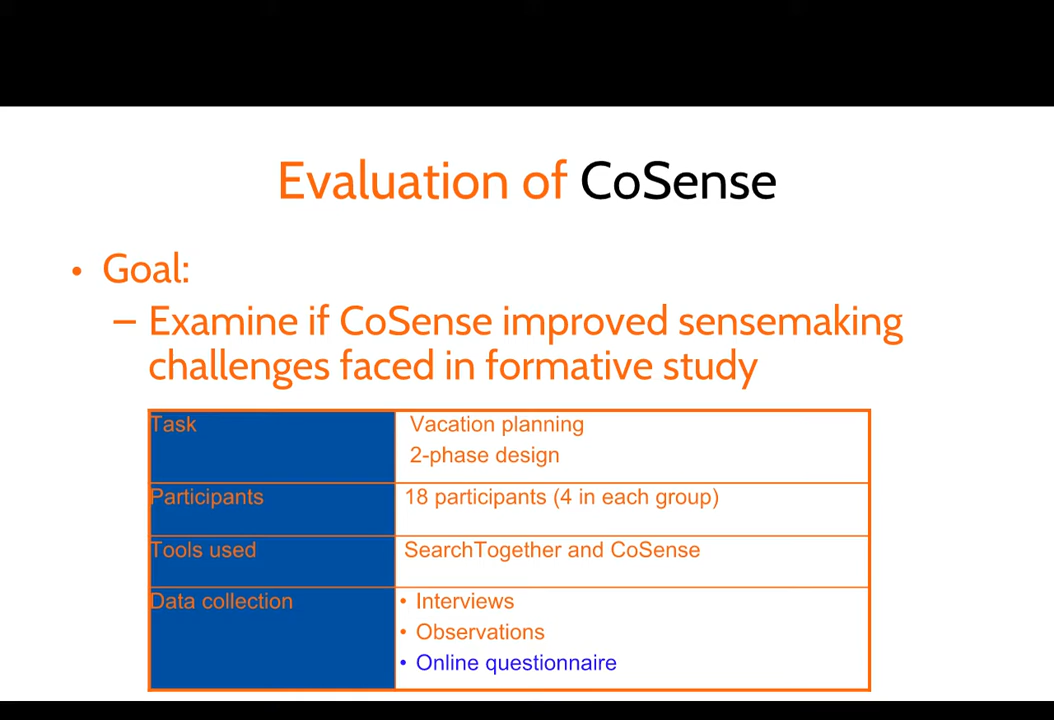 Evaluation of CoSense
• Goal:
– Examine if CoSense improved sensemaking
challenges faced in formative study
Task
Vacation planning
2-phase design
Participants
18 participants (4 in each group)
Tools used
SearchTogether and CoSense
Data collection
• Interviews
• Observations
• Online questionnaire